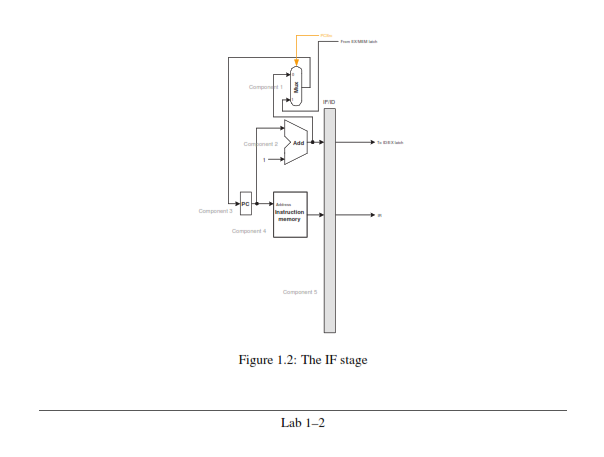 PCSrc
From EX/MEM latch
0
Component 1
Mux
1
IF/ID
Component 2
Add
To ID/EX latch
1
PC
Address
Component 3
Instruction
memory
IR
Component 4
Component 5
Figure 1.2: The IF stage
Lab 1–2